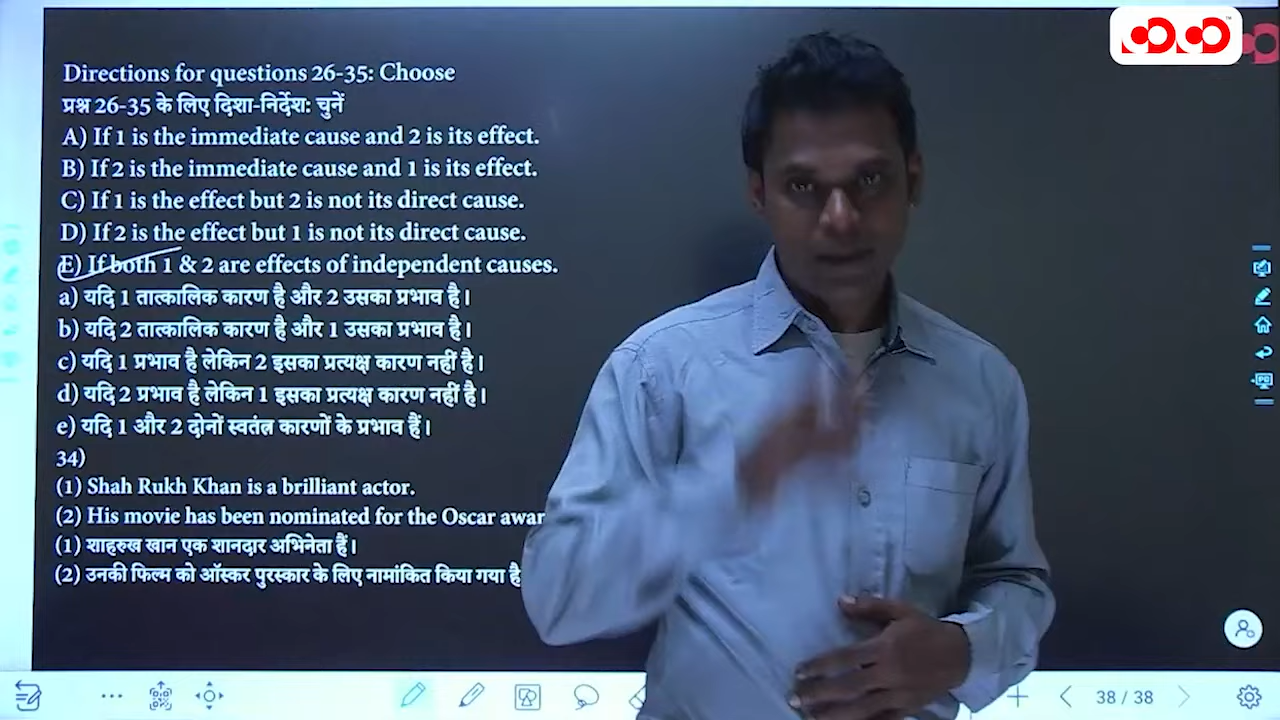 Directions for questions 26-35: Choose
प्रश्न 26-35 के लिए दिशा-निर्देश: चुनें
A) If 1 is the immediate cause and 2 is its effect.
B) If 2 is the immediate cause and 1 is its effect.
C) If 1 is the effect but 2 is not its direct cause.
D) If 2 is the effect but 1 is not its direct cause.
E) If both 1 & 2 are effects of independent causes.
a) यदि 1 तात्कालिक कारण है और 2 उसका प्रभाव है।
b) यदि 2 तात्कालिक कारण है और 1 उसका प्रभाव है।
c) यदि 1 प्रभाव है लेकिन 2 इसका प्रत्यक्ष कारण नहीं है।
d) यदि 2 प्रभाव है लेकिन 1 इसका प्रत्यक्ष कारण नहीं है।
e) यदि 1 और 2 दोनों स्वतंत्र कारणों के प्रभाव हैं।
34)
(1) Shah Rukh Khan is a brilliant actor.
(2) His movie has been nominated for the Oscar awar
(1) शाहरुख खान एक शानदार अभिनेता हैं।
(2) उनकी फिल्म को ऑस्कर पुरस्कार के लिए नामांकित किया गया है
38 / 38